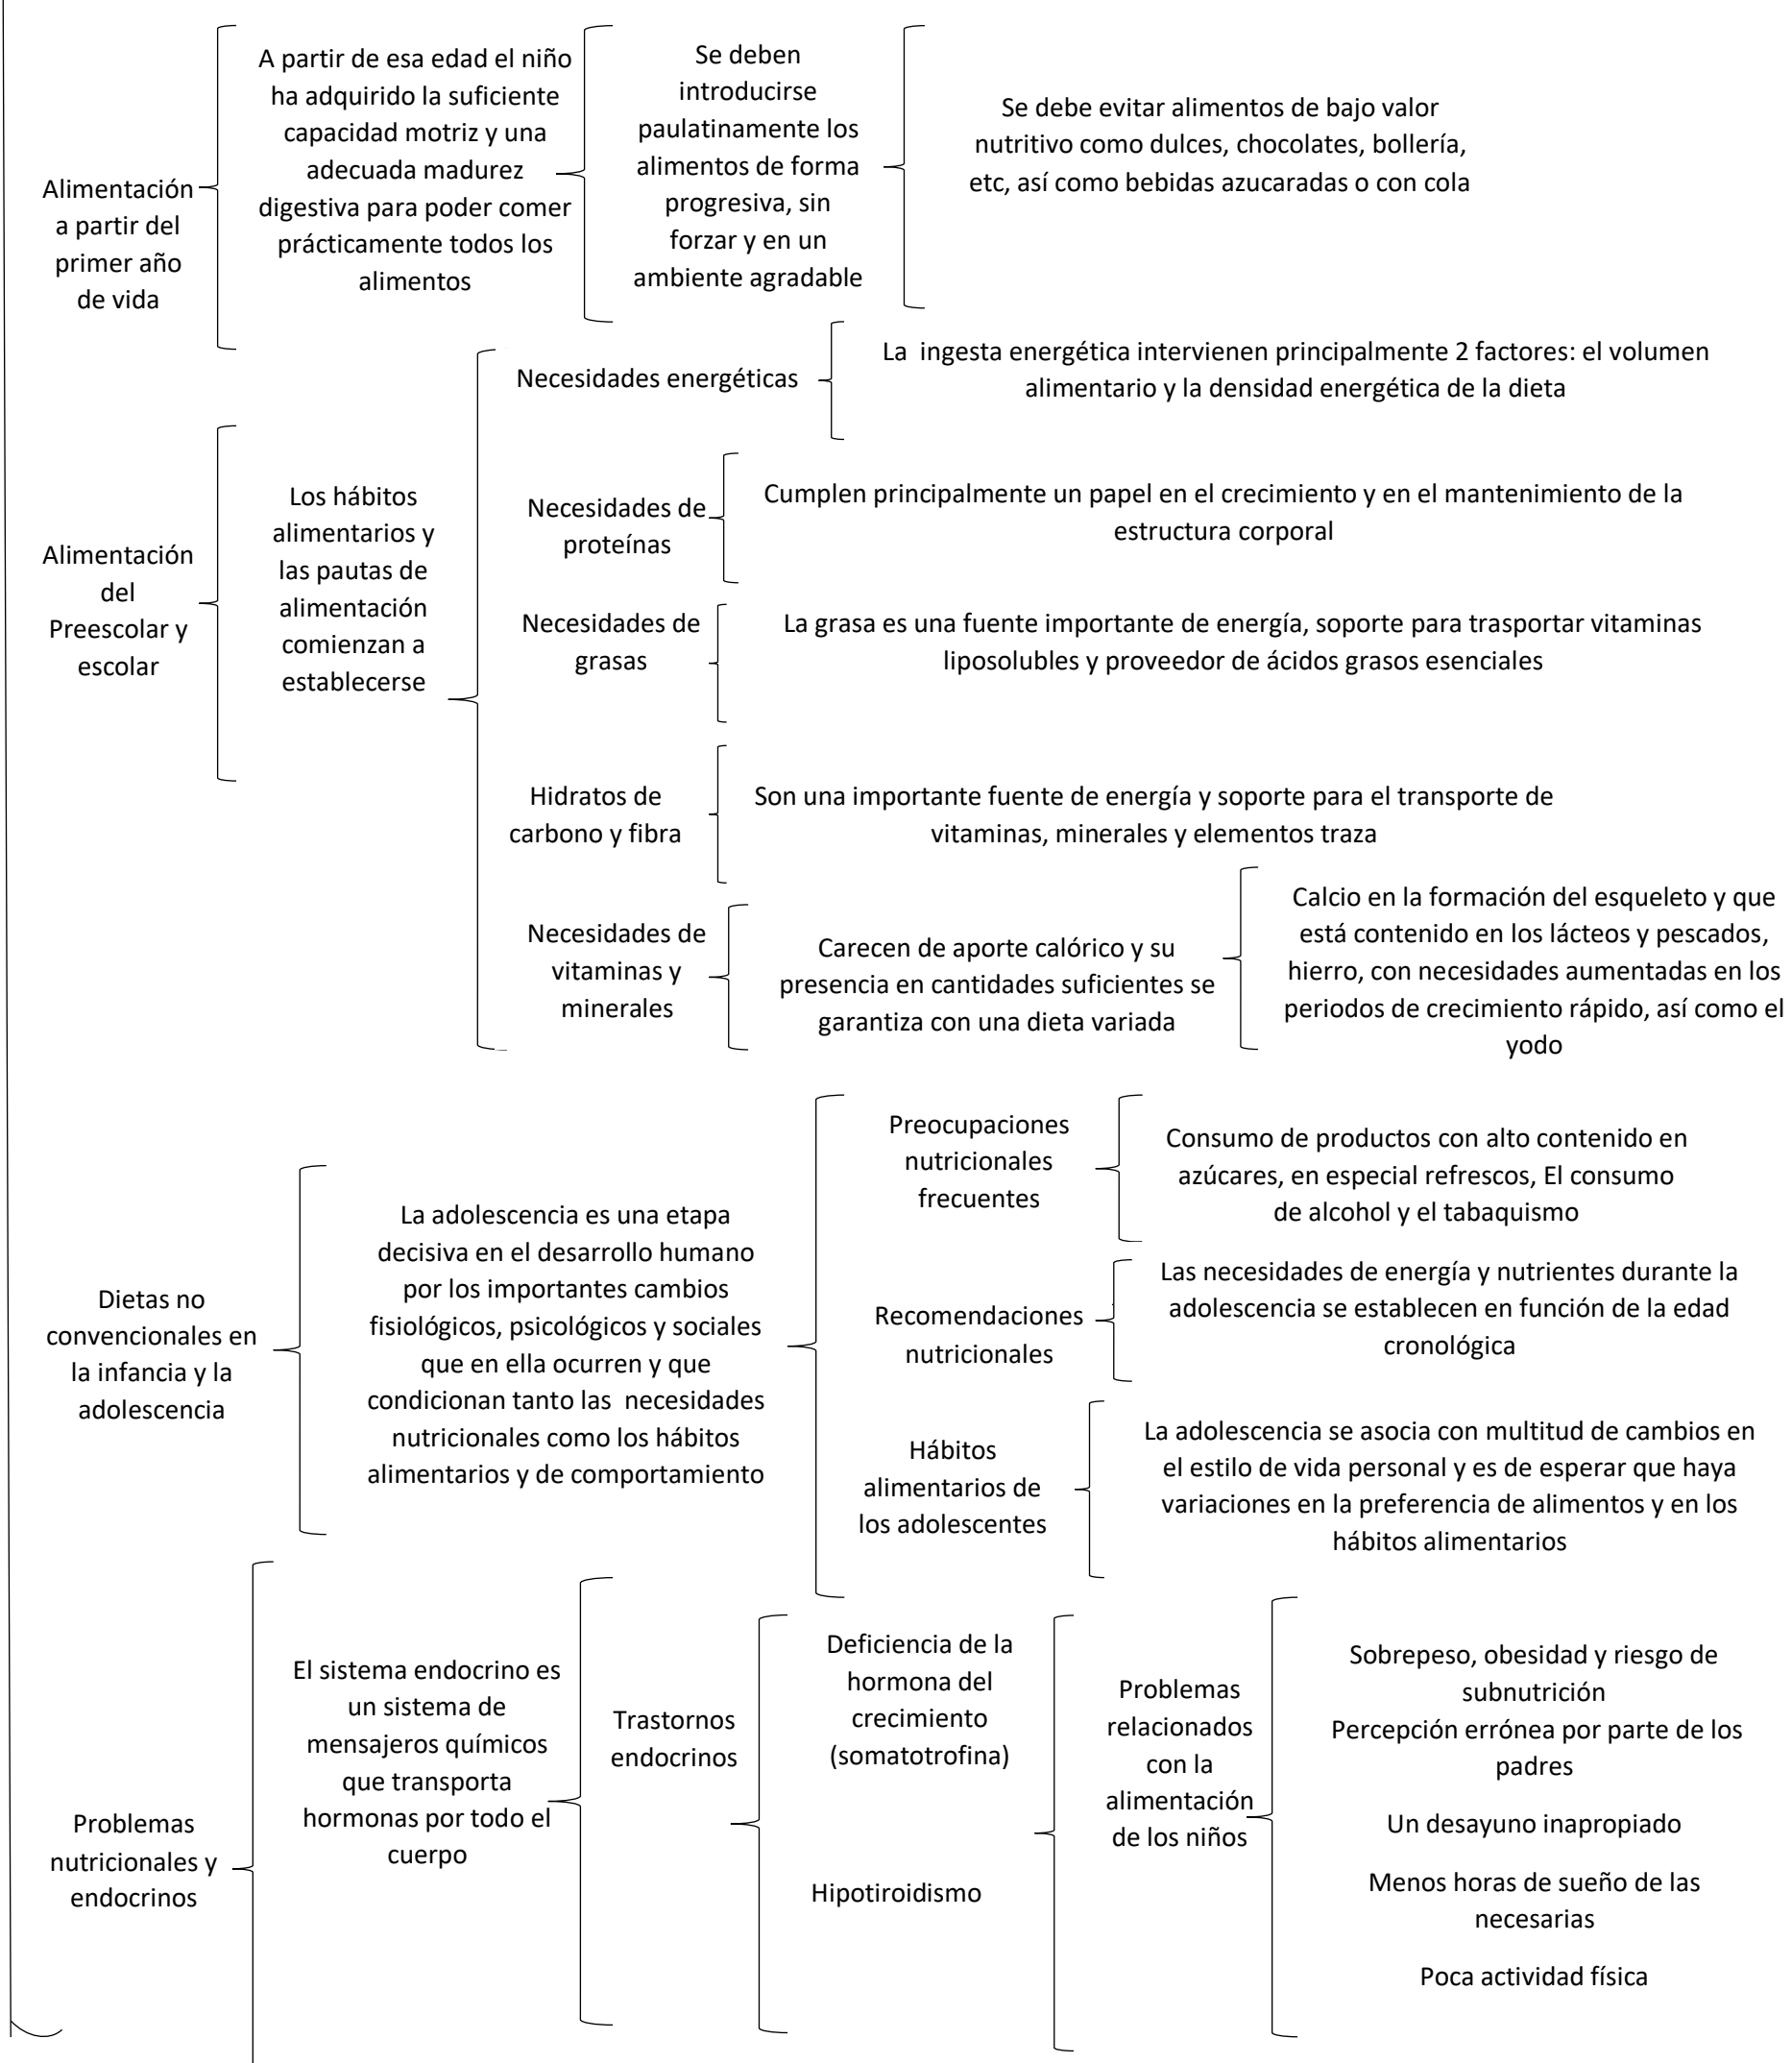 Alimentación
a partir del
primer año
de vida
A partir de esa edad el niño
ha adquirido la suficiente
capacidad motriz y una
adecuada madurez
digestiva para poder comer
prácticamente todos los
alimentos
Se deben
introducirse
paulatinamente los
alimentos de forma
progresiva, sin
forzar y en un
ambiente agradable
Se debe evitar alimentos de bajo valor
nutritivo como dulces, chocolates, bollería,
etc, así como bebidas azucaradas o con cola
Alimentación
del
Preescolar y
escolar
Los hábitos
alimentarios y
las pautas de
alimentación
comienzan a
establecerse
Necesidades energéticas
La  ingesta energética intervienen principalmente 2 factores: el volumen
alimentario y la densidad energética de la dieta
Necesidades de
proteínas
Cumplen principalmente un papel en el crecimiento y en el mantenimiento de la
estructura corporal
Necesidades de
grasas
La grasa es una fuente importante de energía, soporte para trasportar vitaminas
liposolubles y proveedor de ácidos grasos esenciales
Hidratos de
carbono y fibra
Son una importante fuente de energía y soporte para el transporte de
vitaminas, minerales y elementos traza
Necesidades de
vitaminas y
minerales
Carecen de aporte calórico y su
presencia en cantidades suficientes se
garantiza con una dieta variada
Calcio en la formación del esqueleto y que
está contenido en los lácteos y pescados,
hierro, con necesidades aumentadas en los
periodos de crecimiento rápido, así como el
yodo
Dietas no
convencionales en
la infancia y la
adolescencia
La adolescencia es una etapa
decisiva en el desarrollo humano
por los importantes cambios
fisiológicos, psicológicos y sociales
que en ella ocurren y que
condicionan tanto las  necesidades
nutricionales como los hábitos
alimentarios y de comportamiento
Preocupaciones
nutricionales
frecuentes
Consumo de productos con alto contenido en
azúcares, en especial refrescos, El consumo
de alcohol y el tabaquismo
Recomendaciones
nutricionales
Las necesidades de energía y nutrientes durante la
adolescencia se establecen en función de la edad
cronológica
Hábitos
alimentarios de
los adolescentes
La adolescencia se asocia con multitud de cambios en
el estilo de vida personal y es de esperar que haya
variaciones en la preferencia de alimentos y en los
hábitos alimentarios
Problemas
nutricionales y
endocrinos
El sistema endocrino es
un sistema de
mensajeros químicos
que transporta
hormonas por todo el
cuerpo
Trastornos
endocrinos
Deficiencia de la
hormona del
crecimiento
(somatotrofina)
Hipotiroidismo
Problemas
relacionados
con la
alimentación
de los niños
Sobrepeso, obesidad y riesgo de
subnutrición
Percepción errónea por parte de los
padres
Un desayuno inapropiado
Menos horas de sueño de las
necesarias
Poca actividad física